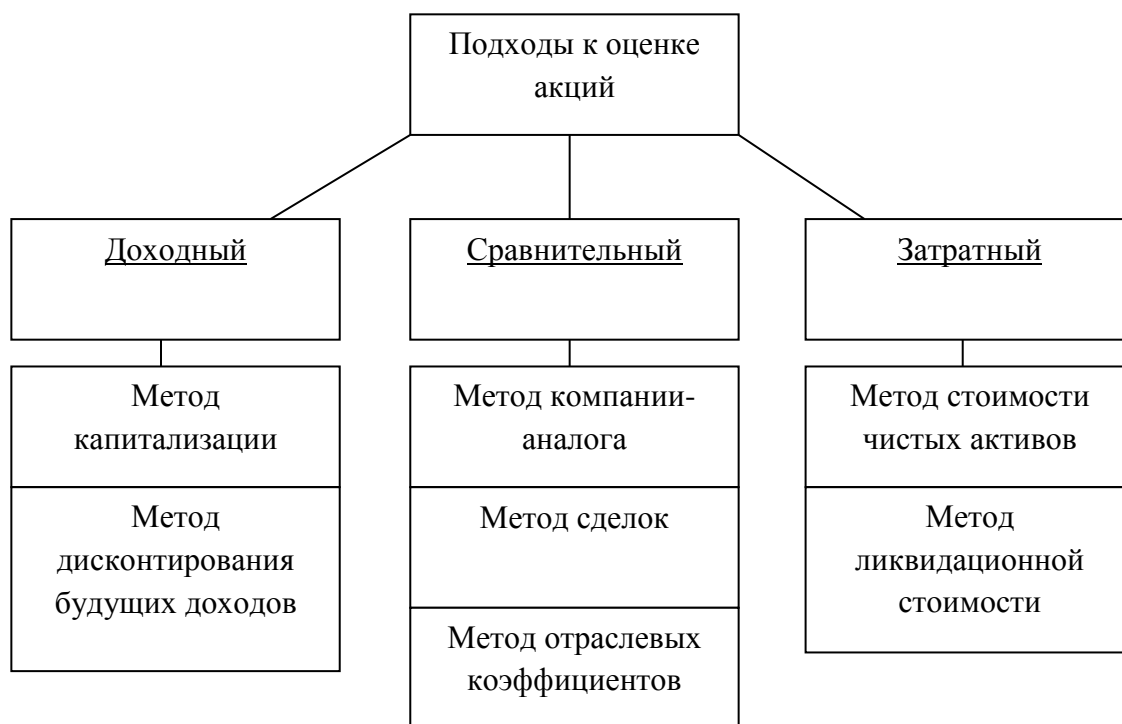 Подходы к оценке
акций
Доходный
Сравнительный
Затратный
Метод
капитализации
Метод компании-
аналога
Метод стоимости
чистых активов
Метод
дисконтирования
будущих доходов
Метод сделок
Метод
ликвидационной
стоимости
Метод отраслевых
коэффициентов